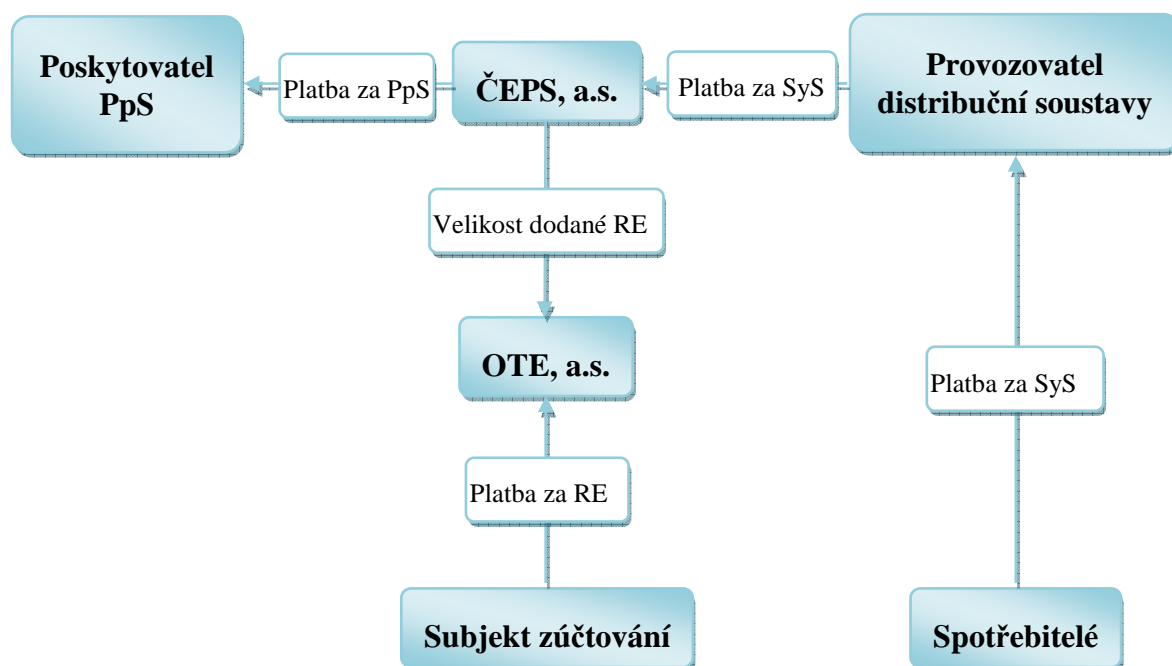 Poskytovatel
PpS
Platba za PpS
ČEPS, a.s.
Platba za SyS
Provozovatel
distribuční soustavy
Velikost dodané RE
OTE, a.s.
Platba za SyS
Platba za RE
Subjekt zúčtování
Spotřebitelé